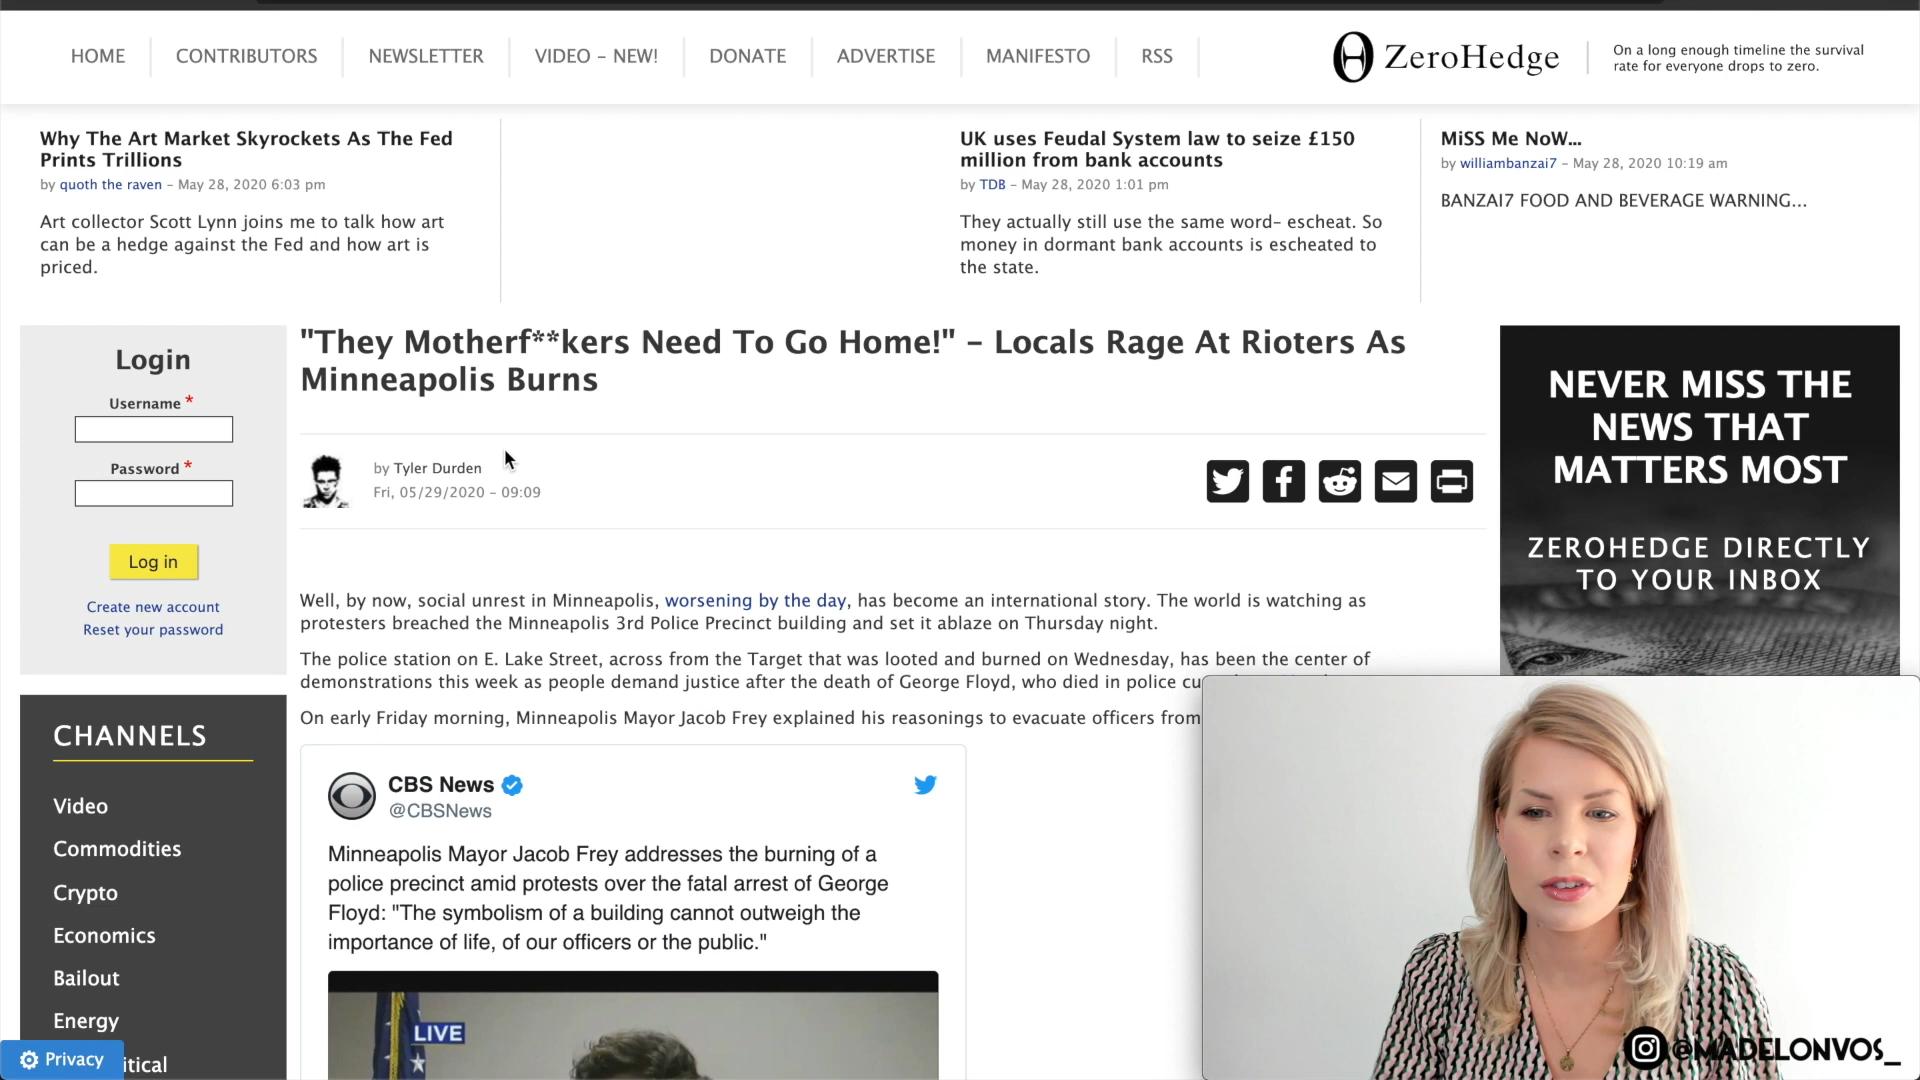 HOME
CONTRIBUTORS
NEWSLETTER
VIDEO – NEW!
DONATE
ADVERTISE
MANIFESTO
RSS
ZeroHedge
On a long enough timeline the survival
rate for everyone drops to zero.
Why The Art Market Skyrockets As The Fed
Prints Trillions
by quoth the raven – May 28, 2020 6:03 pm
Art collector Scott Lynn joins me to talk how art
can be a hedge against the Fed and how art is
priced.
UK uses Feudal System law to seize £150
million from bank accounts
by TDB – May 28, 2020 1:01 pm
They actually still use the same word– escheat. So
money in dormant bank accounts is escheated to
the state.
MiSS Me NoW...
by williambanzai7 – May 28, 2020 10:19 am
BANZAI7 FOOD AND BEVERAGE WARNING...
Login
Username *
Password *
Log in
Create new account
Reset your password
CHANNELS
Video
Commodities
Crypto
Economics
Bailout
Energy
itical
Privacy
"They Motherf**kers Need To Go Home!" – Locals Rage At Rioters As
Minneapolis Burns
by Tyler Durden
Fri, 05/29/2020 – 09:09
Well, by now, social unrest in Minneapolis, worsening by the day, has become an international story. The world is watching as
protesters breached the Minneapolis 3rd Police Precinct building and set it ablaze on Thursday night.
The police station on E. Lake Street, across from the Target that was looted and burned on Wednesday, has been the center of
demonstrations this week as people demand justice after the death of George Floyd, who died in police cu
On early Friday morning, Minneapolis Mayor Jacob Frey explained his reasonings to evacuate officers from
CBS News
@CBSNews
Minneapolis Mayor Jacob Frey addresses the burning of a
police precinct amid protests over the fatal arrest of George
Floyd: "The symbolism of a building cannot outweigh the
importance of life, of our officers or the public."
LIVE
NEVER MISS THE
NEWS THAT
MATTERS MOST
ZEROHEDGE DIRECTLY
TO YOUR INBOX
@MADELONVOS_